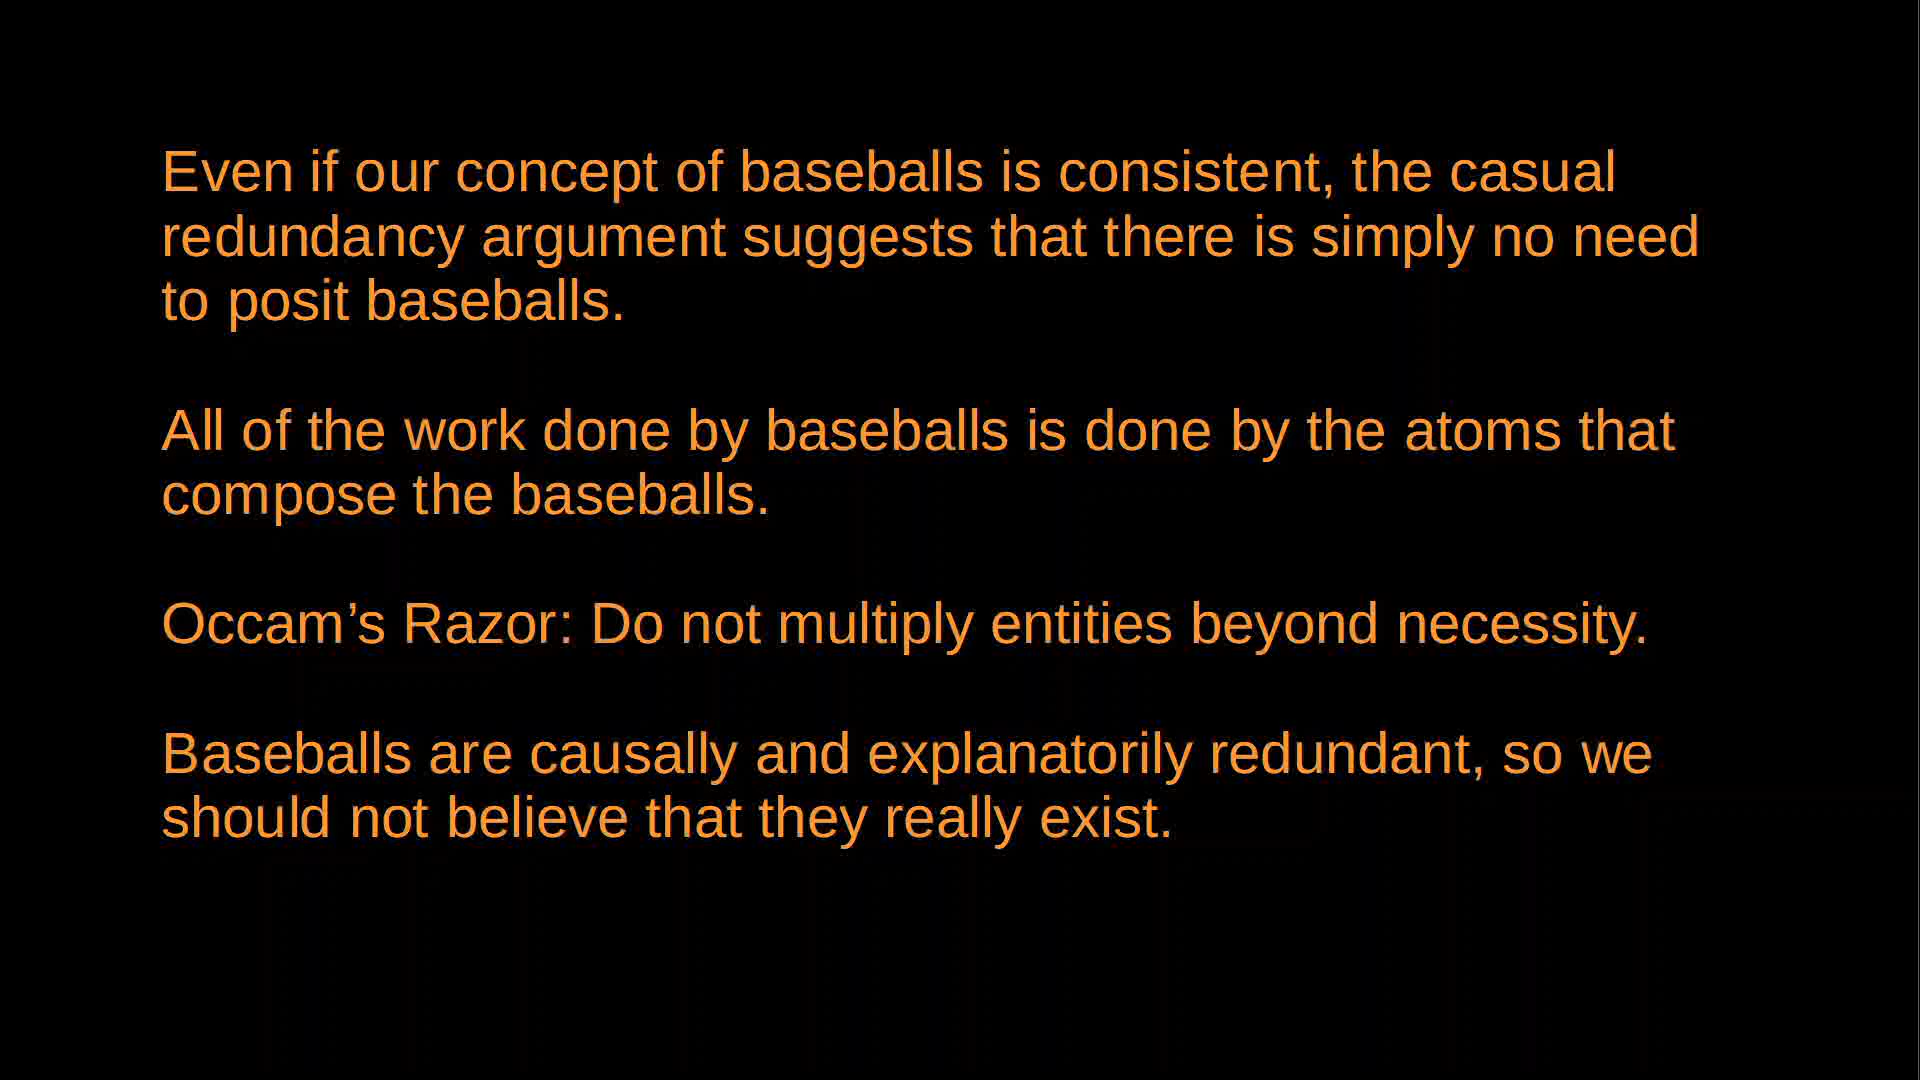 Even if our concept of baseballs is consistent, the casual
redundancy argument suggests that there is simply no need
to posit baseballs.
All of the work done by baseballs is done by the atoms that
compose the baseballs.
Occam’s Razor: Do not multiply entities beyond necessity.
Baseballs are causally and explanatorily redundant, so we
should not believe that they really exist.